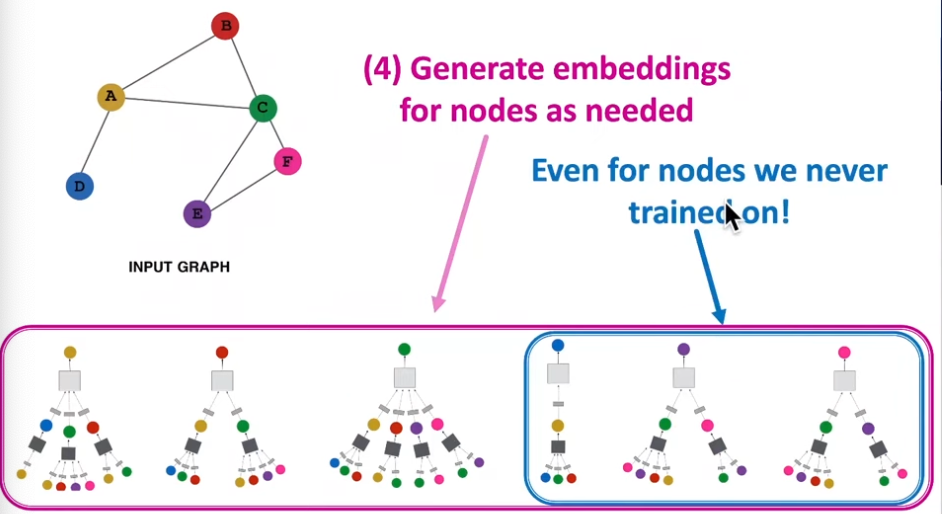 B
(4) Generate embeddings
for nodes as needed
A
C
F
Even for nodes we never
trained on!
D
E
INPUT GRAPH